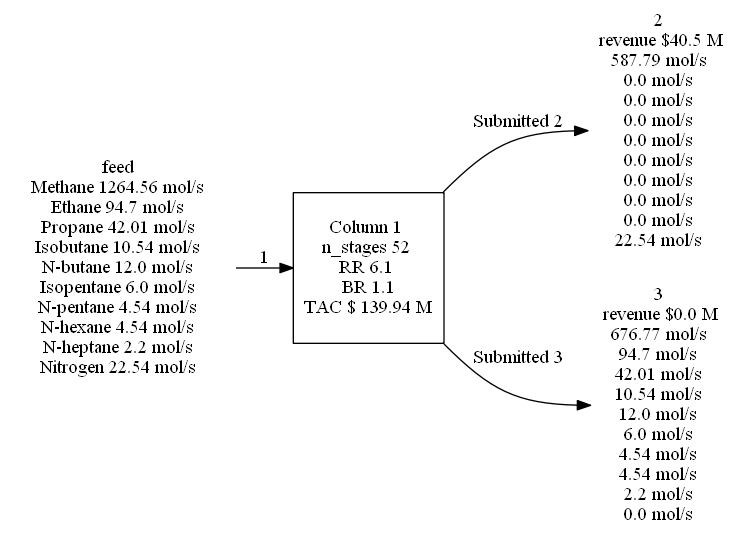 feed
Methane 1264.56 mol/s
Ethane 94.7 mol/s
Propane 42.01 mol/s
Isobutane 10.54 mol/s
N-butane 12.0 mol/s
Isopentane 6.0 mol/s
N-pentane 4.54 mol/s
N-hexane 4.54 mol/s
N-heptane 2.2 mol/s
Nitrogen 22.54 mol/s
1
Column 1
n_stages 52
RR 6.1
BR 1.1
TAC $ 139.94 M
Submitted 2
2
revenue $40.5 M
587.79 mol/s
0.0 mol/s
0.0 mol/s
0.0 mol/s
0.0 mol/s
0.0 mol/s
0.0 mol/s
0.0 mol/s
0.0 mol/s
22.54 mol/s
Submitted 3
3
revenue $0.0 M
676.77 mol/s
94.7 mol/s
42.01 mol/s
10.54 mol/s
12.0 mol/s
6.0 mol/s
4.54 mol/s
4.54 mol/s
2.2 mol/s
0.0 mol/s